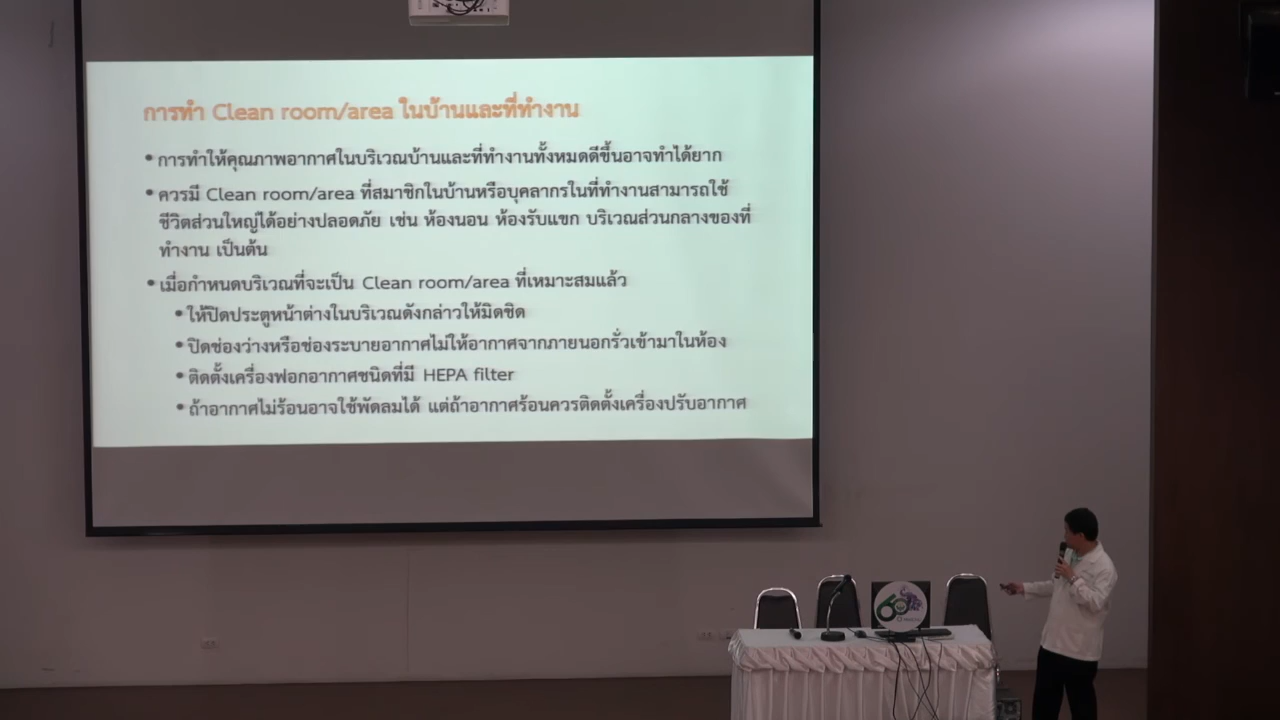 การทำ Clean room/area ในบ้านและที่ทำงาน
• การทำให้คุณภาพอากาศในบริเวณบ้านและที่ทำงานทั้งหมดดีขึ้นอาจทำได้ยาก
• ควรมี Clean room/area ที่สมาชิกในบ้านหรือบุคลากรในที่ทำงานสามารถใช้
ชีวิตส่วนใหญ่ได้อย่างปลอดภัย เช่น ห้องนอน ห้องรับแขก บริเวณส่วนกลางของที่
ทำงาน เป็นต้น
• เมื่อกำหนดบริเวณที่จะเป็น Clean room/area ที่เหมาะสมแล้ว
• ให้ปิดประตูหน้าต่างในบริเวณดังกล่าวให้มิดชิด
• ปิดช่องว่างหรือช่องระบายอากาศไม่ให้อากาศจากภายนอกรั่วเข้ามาในห้อง
• ติดตั้งเครื่องฟอกอากาศชนิดที่มี HEPA filter
• ถ้าอากาศไม่ร้อนอาจใช้พัดลมได้ แต่ถ้าอากาศร้อนควรติดตั้งเครื่องปรับอากาศ
60